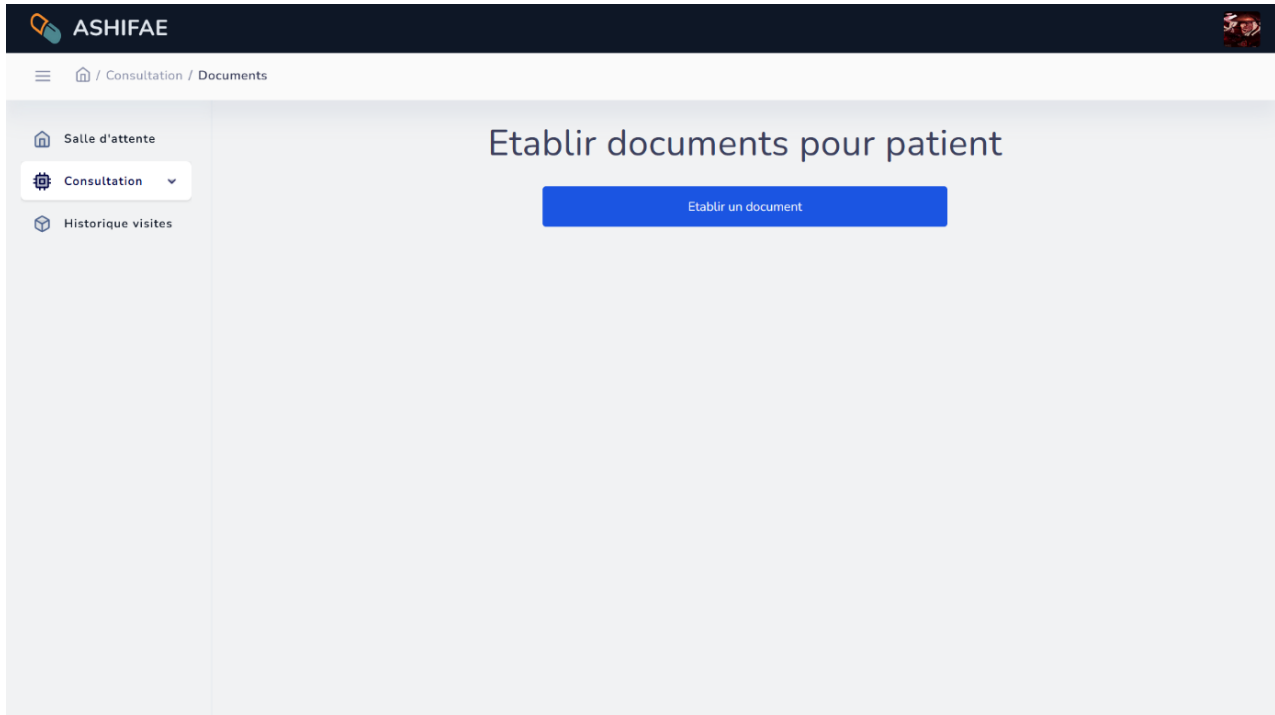 ASHIFAE
/ Consultation / Documents
Salle d'attente
Consultation
Historique visites
Etablir documents pour patient
Etablir un document